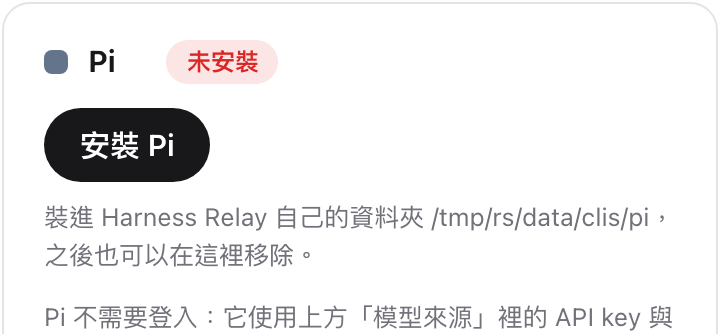 Pi 未安裝
安裝 Pi
裝進 Harness Relay 自己的資料夾 /tmp/rs/data/clis/pi，
之後也可以在這裡移除。
Pi 不需要登入：它使用上方「模型來源」裡的 API key 與